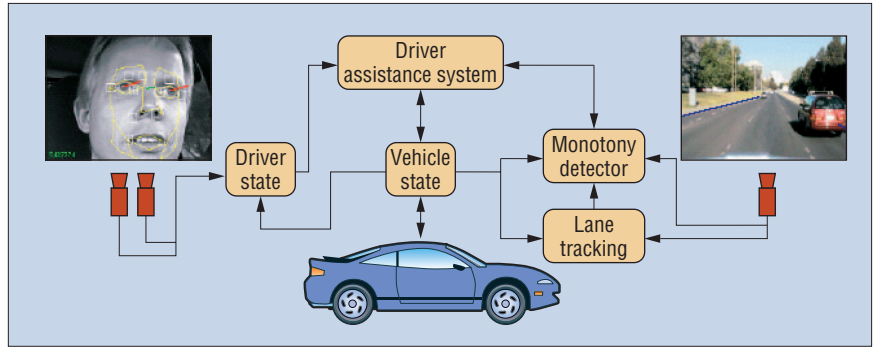 Driver
assistance system
Driver
state
Vehicle
state
Monotony
detector
Lane
tracking